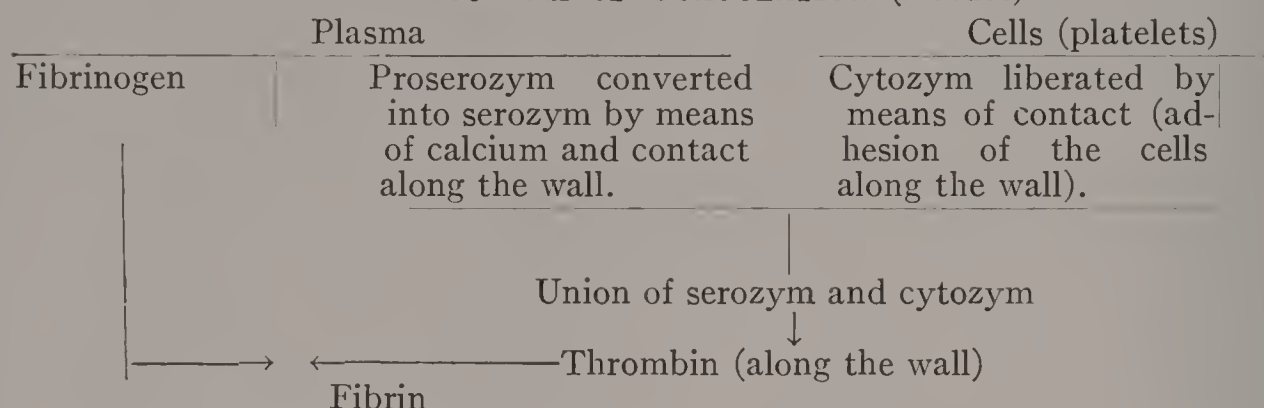 Plasma
Cells (platelets)
Fibrinogen
Proserozym converted
into serozym by means
of calcium and contact
along the wall.
Cytozym liberated by
means of contact (ad-
hesion of the cells
along the wall).
Union of serozym and cytozym
Thrombin (along the wall)
Fibrin